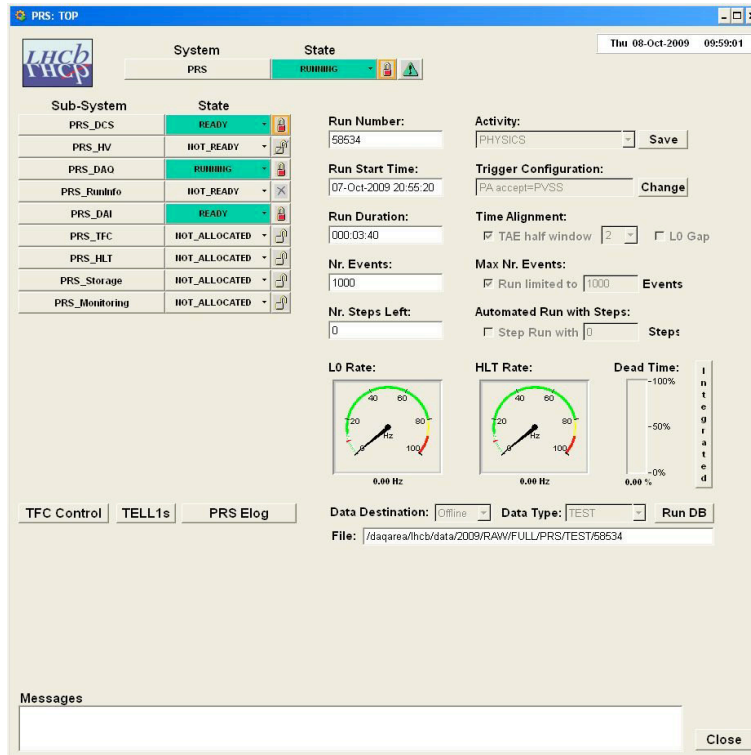 PRS: TOP
LHCb
LHCb
System State
PRS RUNNING
Thu 08-Oct-2009 09:59:01
Sub-System State
PRS_DCS READY
PRS_HV NOT_READY
PRS_DAQ RUNNING
PRS_RunInfo NOT_READY
PRS_DAI READY
PRS_TFC NOT_ALLOCATED
PRS_HLT NOT_ALLOCATED
PRS_Storage NOT_ALLOCATED
PRS_Monitoring NOT_ALLOCATED
Run Number:
58534
Run Start Time:
07-Oct-2009 20:55:20
Run Duration:
000:03:40
Nr. Events:
1000
Nr. Steps Left:
0
Activity:
PHYSICS Save
Trigger Configuration:
PA accept=PVSS Change
Time Alignment:
TAE half window 2 L0 Gap
Max Nr. Events:
Run limited to 1000 Events
Automated Run with Steps:
Step Run with 0 Steps
L0 Rate:
0 20 40 60 80 100
Hz
0.00 Hz
HLT Rate:
0 20 40 60 80 100
Hz
0.00 Hz
Dead Time:
-100%
-50%
-0%
0.00 %
Integrated
TFC Control TELL1s PRS Elog
Data Destination: Offline Data Type: TEST Run DB
File: /daqarea/lhcb/data/2009/RAW/FULL/PRS/TEST/58534
Messages
Close